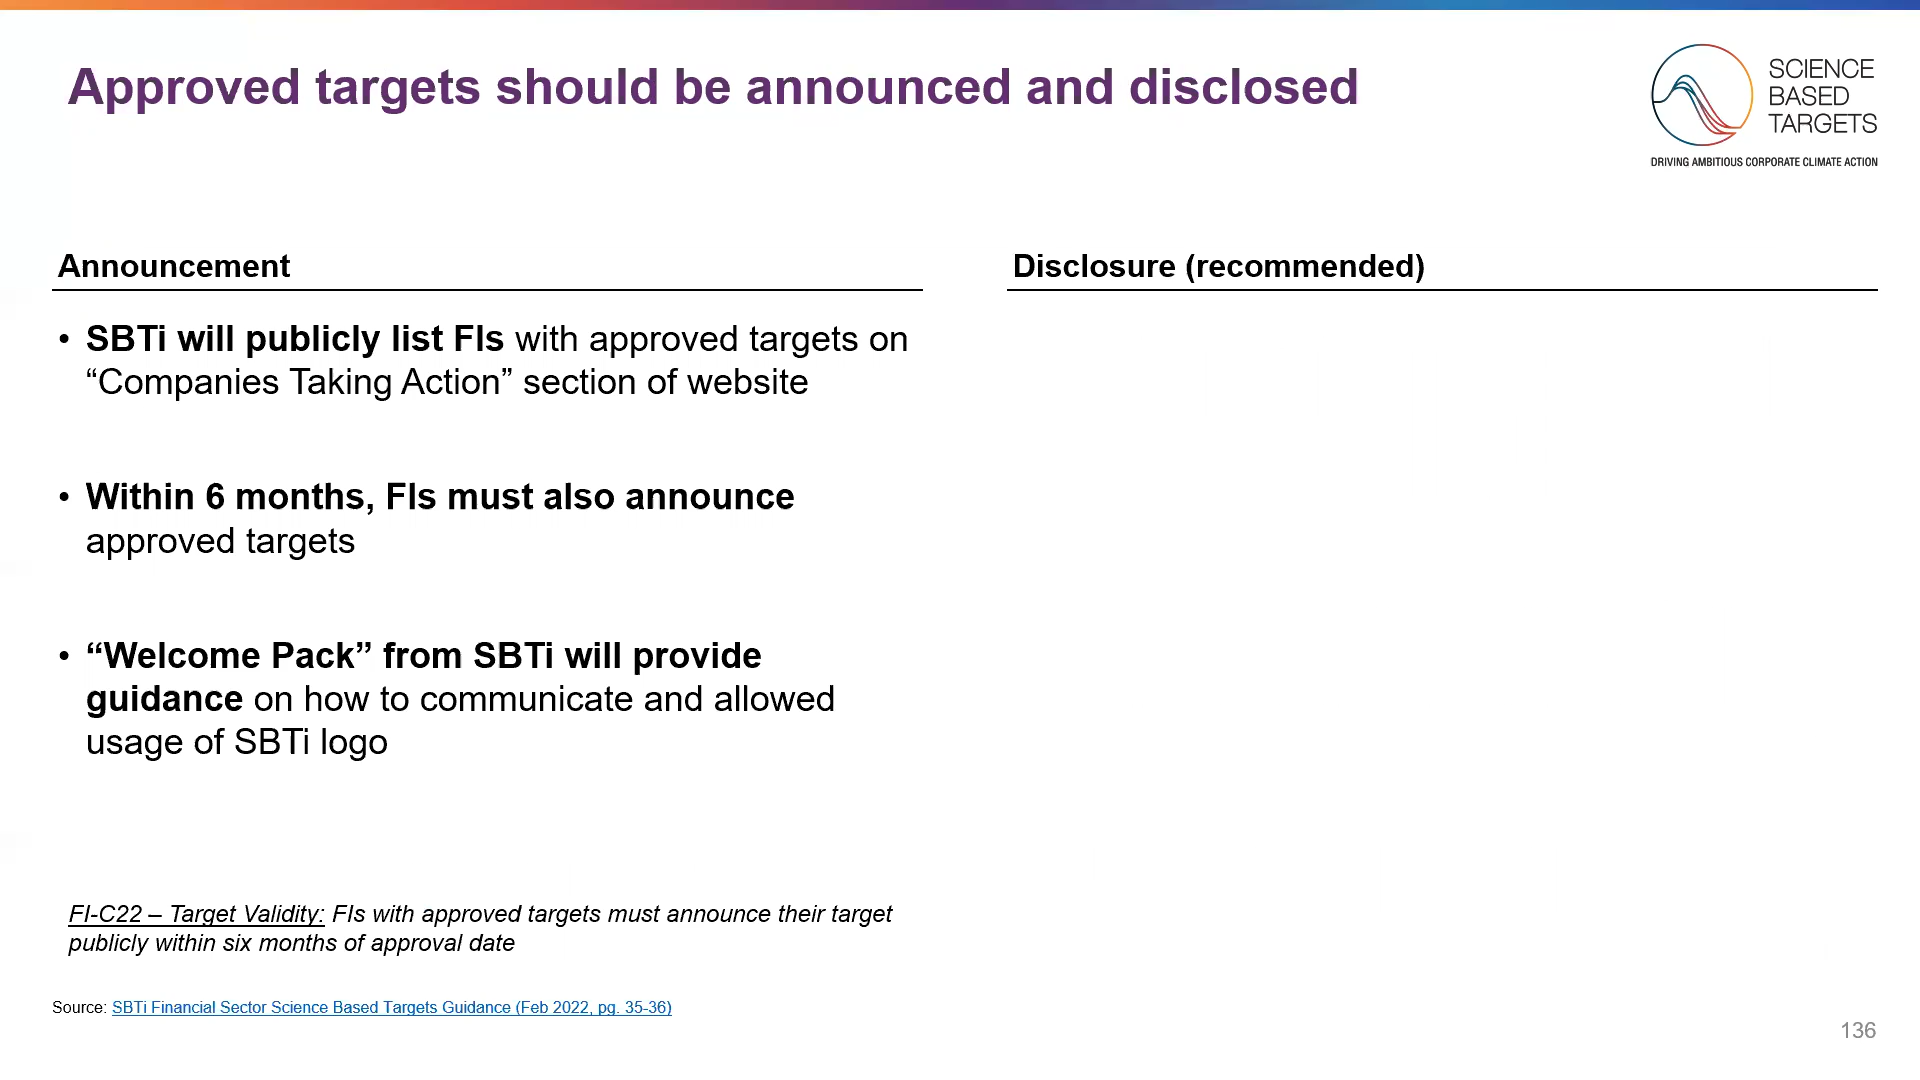 Approved targets should be announced and disclosed
SCIENCE
BASED
TARGETS
DRIVING AMBITIOUS CORPORATE CLIMATE ACTION
Announcement
• SBTi will publicly list FIs with approved targets on
“Companies Taking Action” section of website
• Within 6 months, FIs must also announce
approved targets
• “Welcome Pack” from SBTi will provide
guidance on how to communicate and allowed
usage of SBTi logo
FI-C22 – Target Validity: FIs with approved targets must announce their target
publicly within six months of approval date
Disclosure (recommended)
Source: SBTi Financial Sector Science Based Targets Guidance (Feb 2022, pg. 35-36)
136